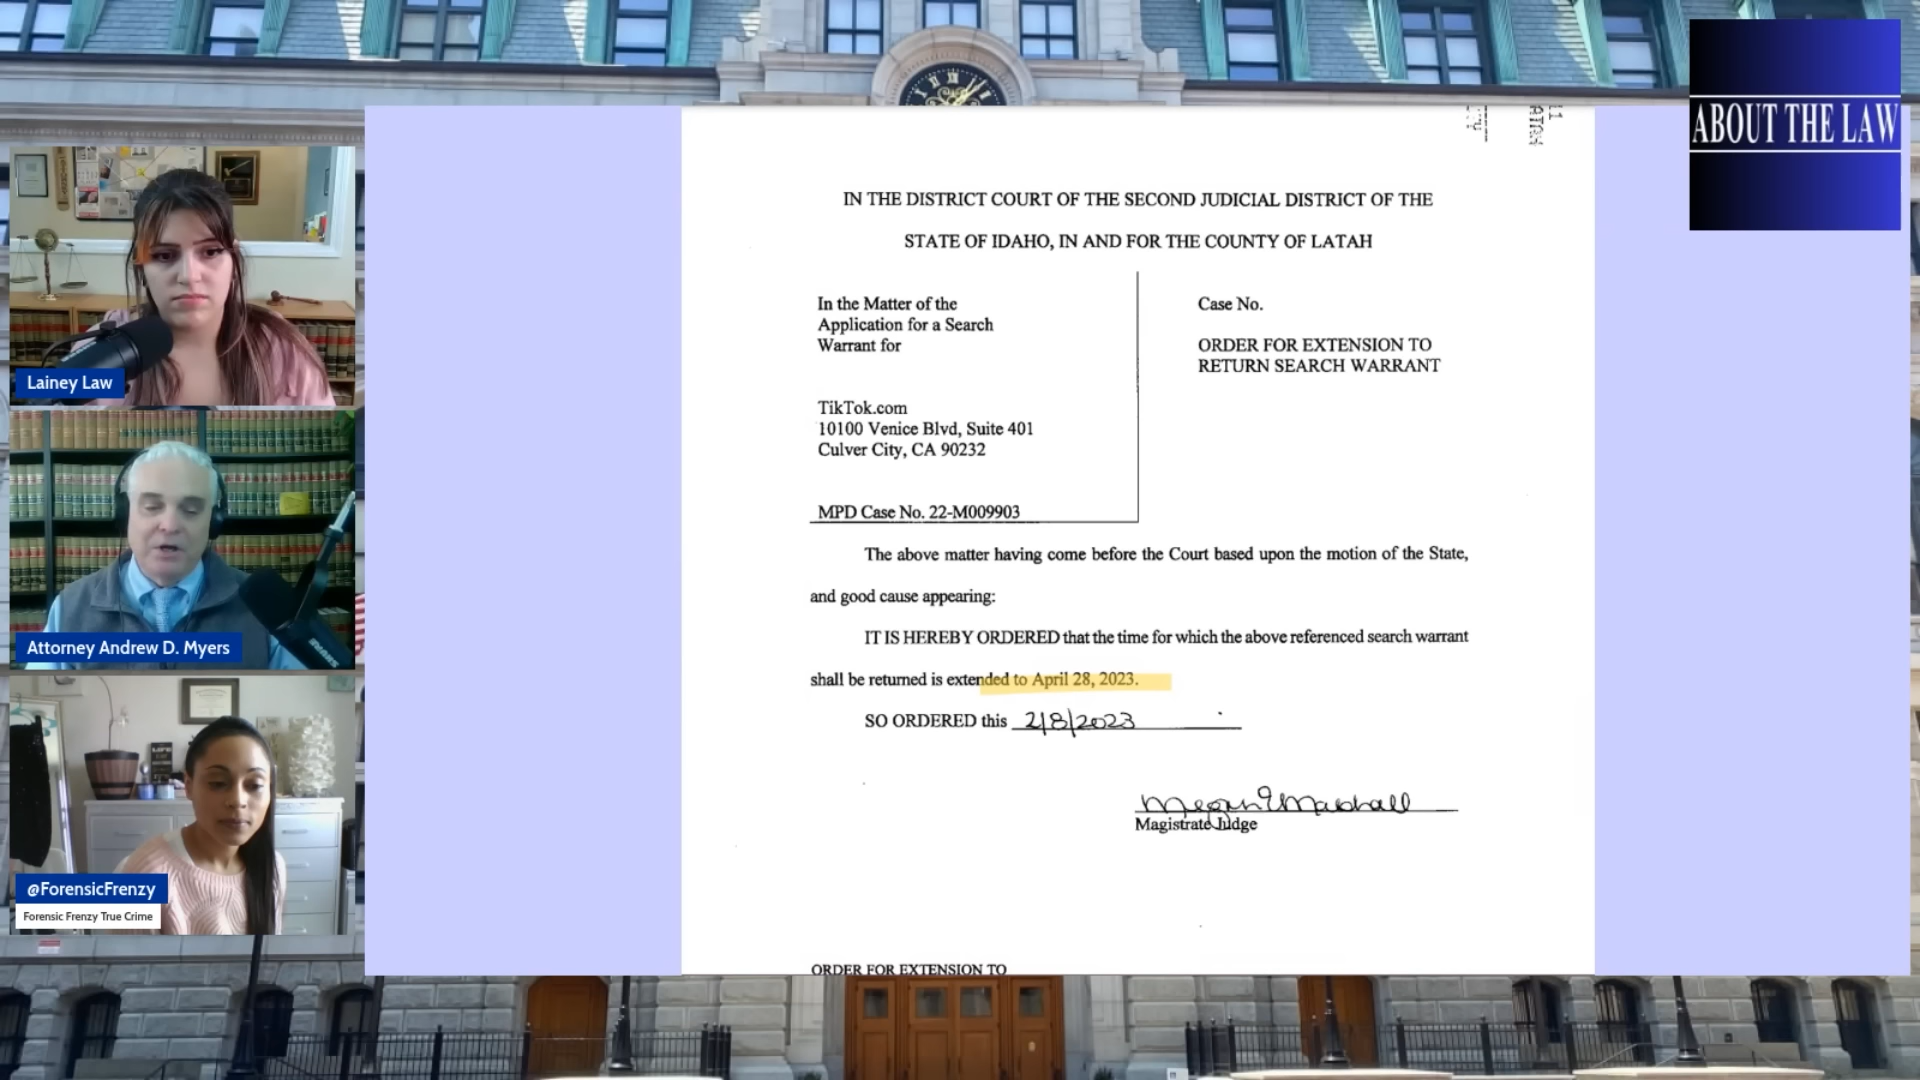 ABOUT THE LAW
IN THE DISTRICT COURT OF THE SECOND JUDICIAL DISTRICT OF THE
STATE OF IDAHO, IN AND FOR THE COUNTY OF LATAH
In the Matter of the
Application for a Search
Warrant for
TikTok.com
10100 Venice Blvd, Suite 401
Culver City, CA 90232
MPD Case No. 22-M009903
Case No.
ORDER FOR EXTENSION TO
RETURN SEARCH WARRANT
The above matter having come before the Court based upon the motion of the State,
and good cause appearing:
IT IS HEREBY ORDERED that the time for which the above referenced search warrant
shall be returned is extended to April 28, 2023.
SO ORDERED this 2/8/2023
Megan E Marshall
Magistrate Judge
ORDER FOR EXTENSION TO
Lainey Law
Attorney Andrew D. Myers
@ForensicFrenzy
Forensic Frenzy True Crime